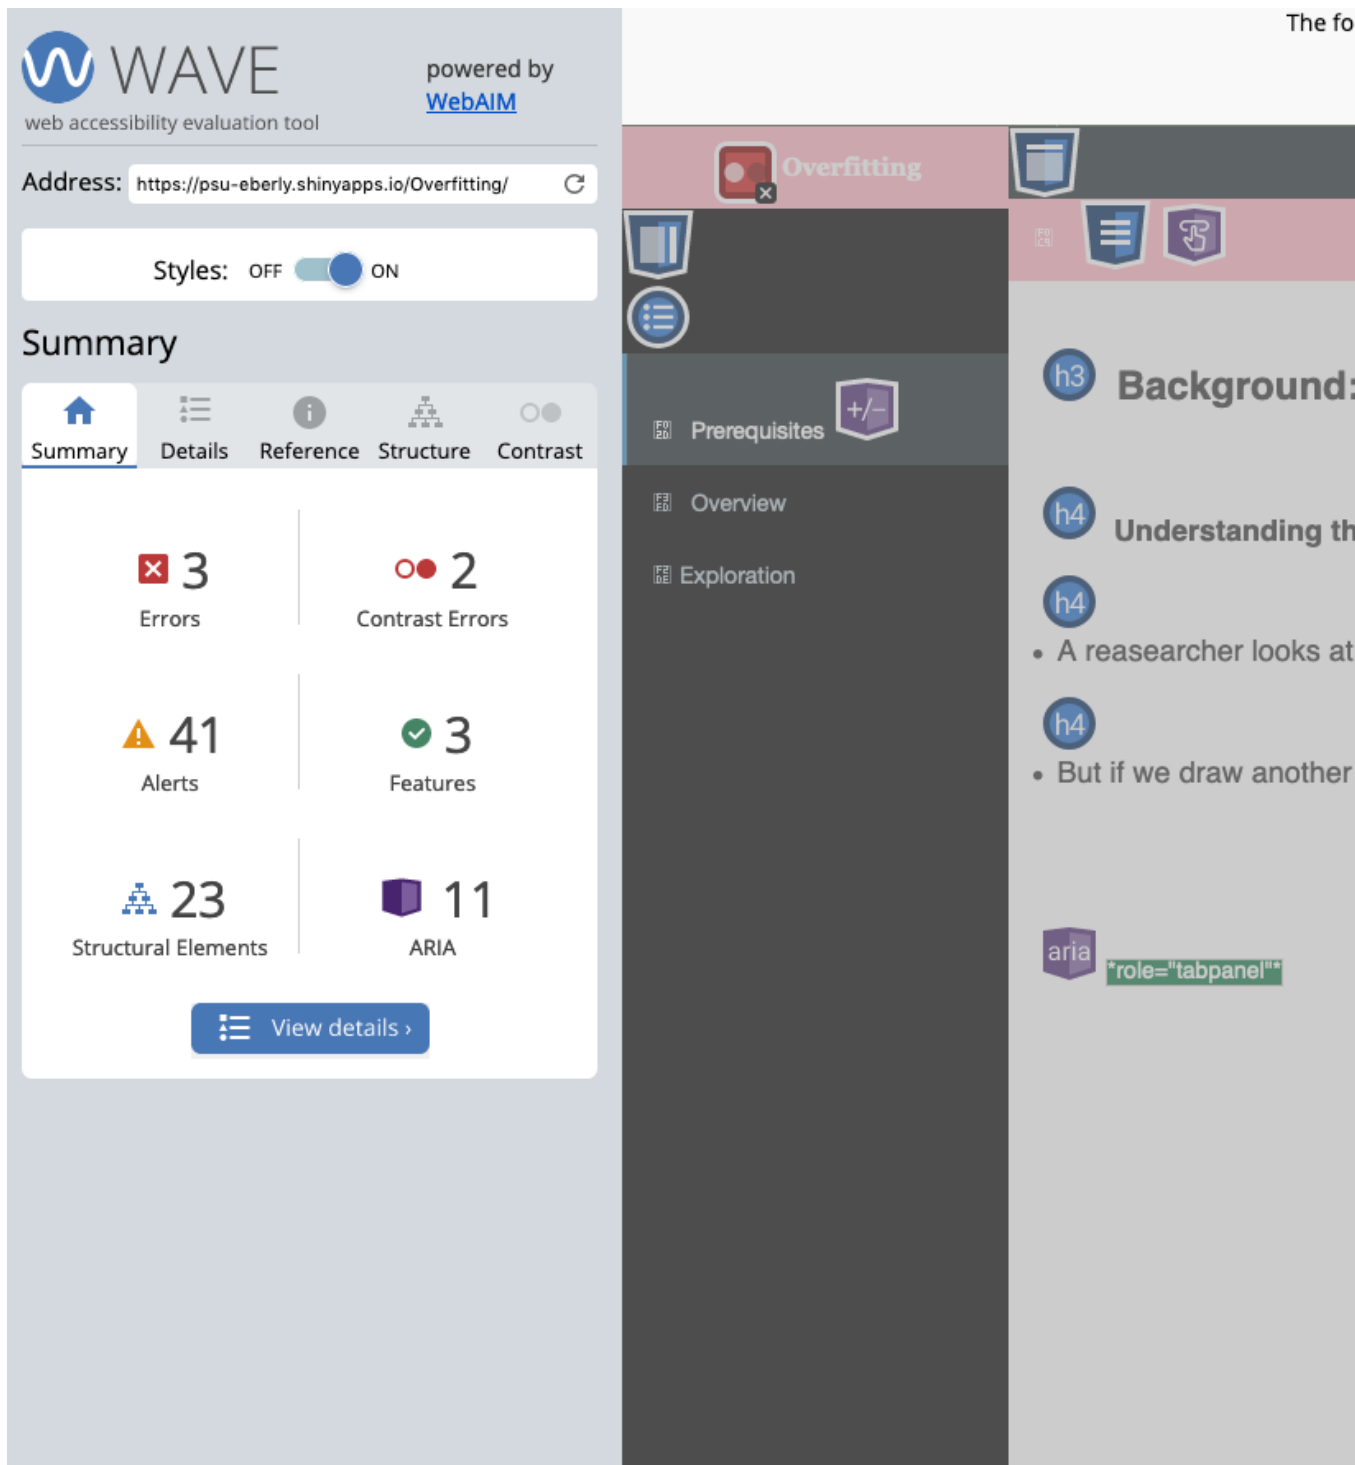 WAVE
powered by
WebAIM
web accessibility evaluation tool
Address: https://psu-eberly.shinyapps.io/Overfitting/
Styles: OFF ON
Summary
Summary Details Reference Structure Contrast
3
Errors
2
Contrast Errors
41
Alerts
3
Features
23
Structural Elements
11
ARIA
View details ›
The fo
Overfitting
+/-
Prerequisites
Overview
Exploration
h3 Background:
h4 Understanding th
h4
• A reasearcher looks at
h4
• But if we draw another
aria *role="tabpanel"*